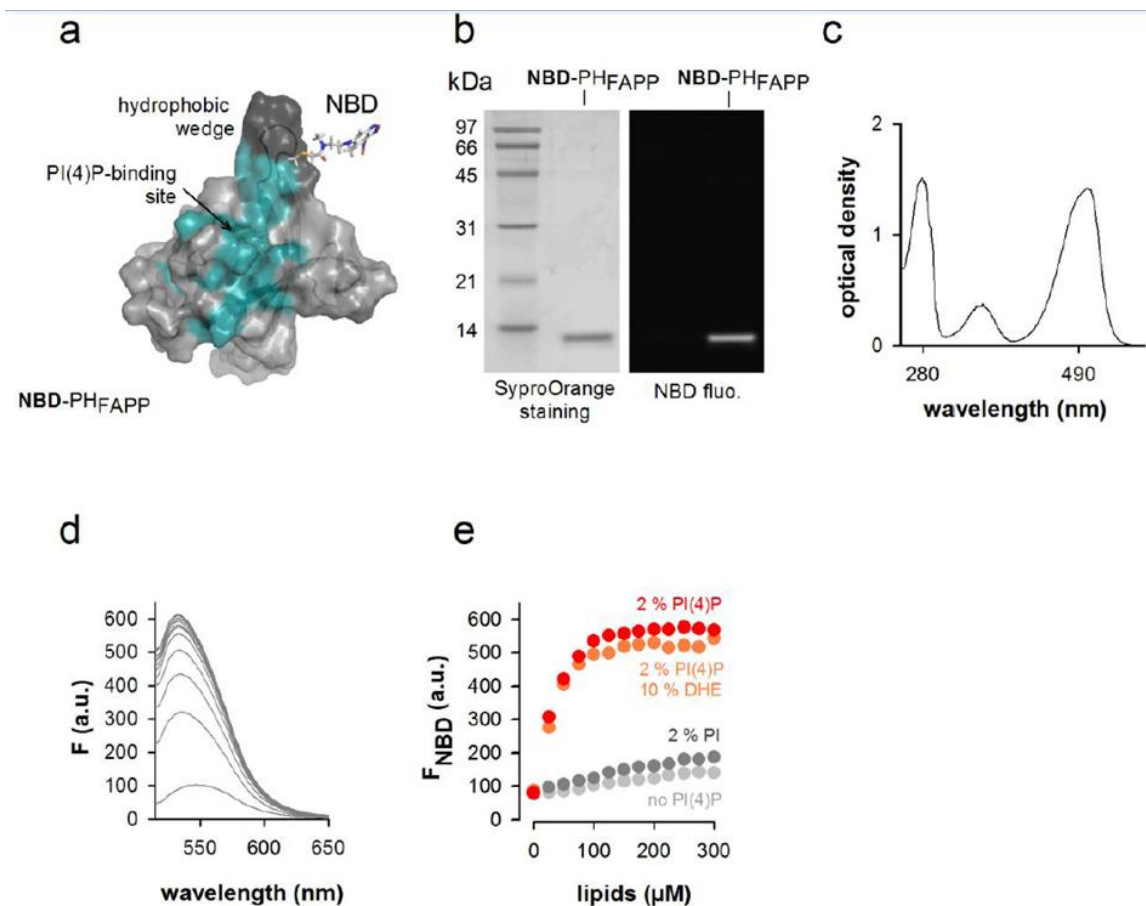 a
hydrophobic
wedge
NBD
PI(4)P-binding
site
NBD-PHFAPP
b
kDa
NBD-PHFAPP
NBD-PHFAPP
97
66
45
31
21
14
SyproOrange
staining
NBD fluo.
c
optical density
2
1
0
280
490
wavelength (nm)
d
F (a.u.)
600
500
400
300
200
100
0
550
600
650
wavelength (nm)
e
FNBD (a.u.)
600
500
400
300
200
100
0
2 % PI(4)P
2 % PI(4)P
10 % DHE
2 % PI
no PI(4)P
0
100
200
300
lipids (µM)